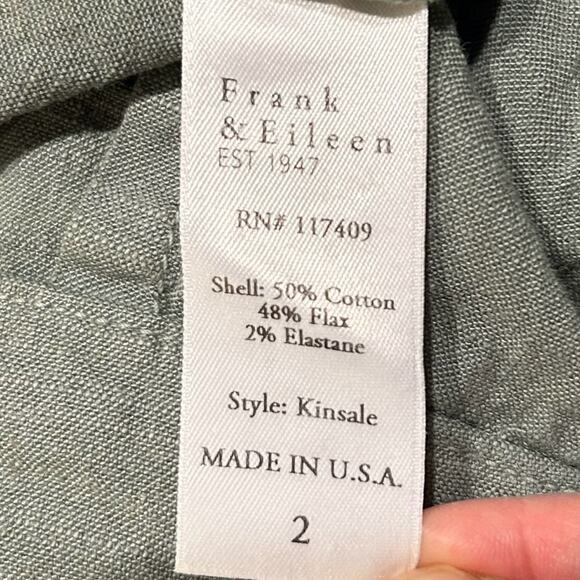 Frank
& Eileen
EST 1947
RN# 117409
Shell: 50% Cotton
48% Flax
2% Elastane
Style: Kinsale
MADE IN U.S.A.
2